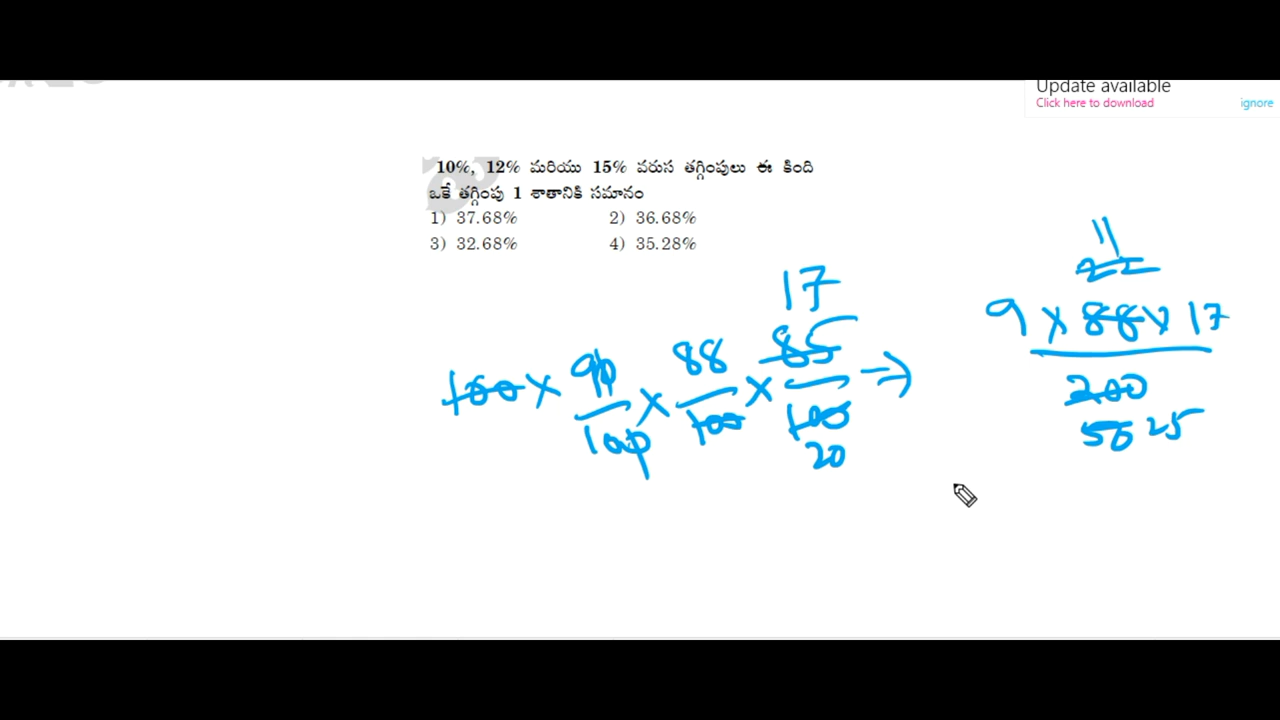 Update available
Click here to download ignore
10%, 12% మరియు 15% వరుస తగ్గింపులు ఈ కింది
ఒకే తగ్గింపు 1 శాతానికి సమానం
1) 37.68% 2) 36.68%
3) 32.68% 4) 35.28%
11
22
17
9 × 88 × 17
100 × 90 × 88 × 85 ⇒
100 100 100
20
200
50 25